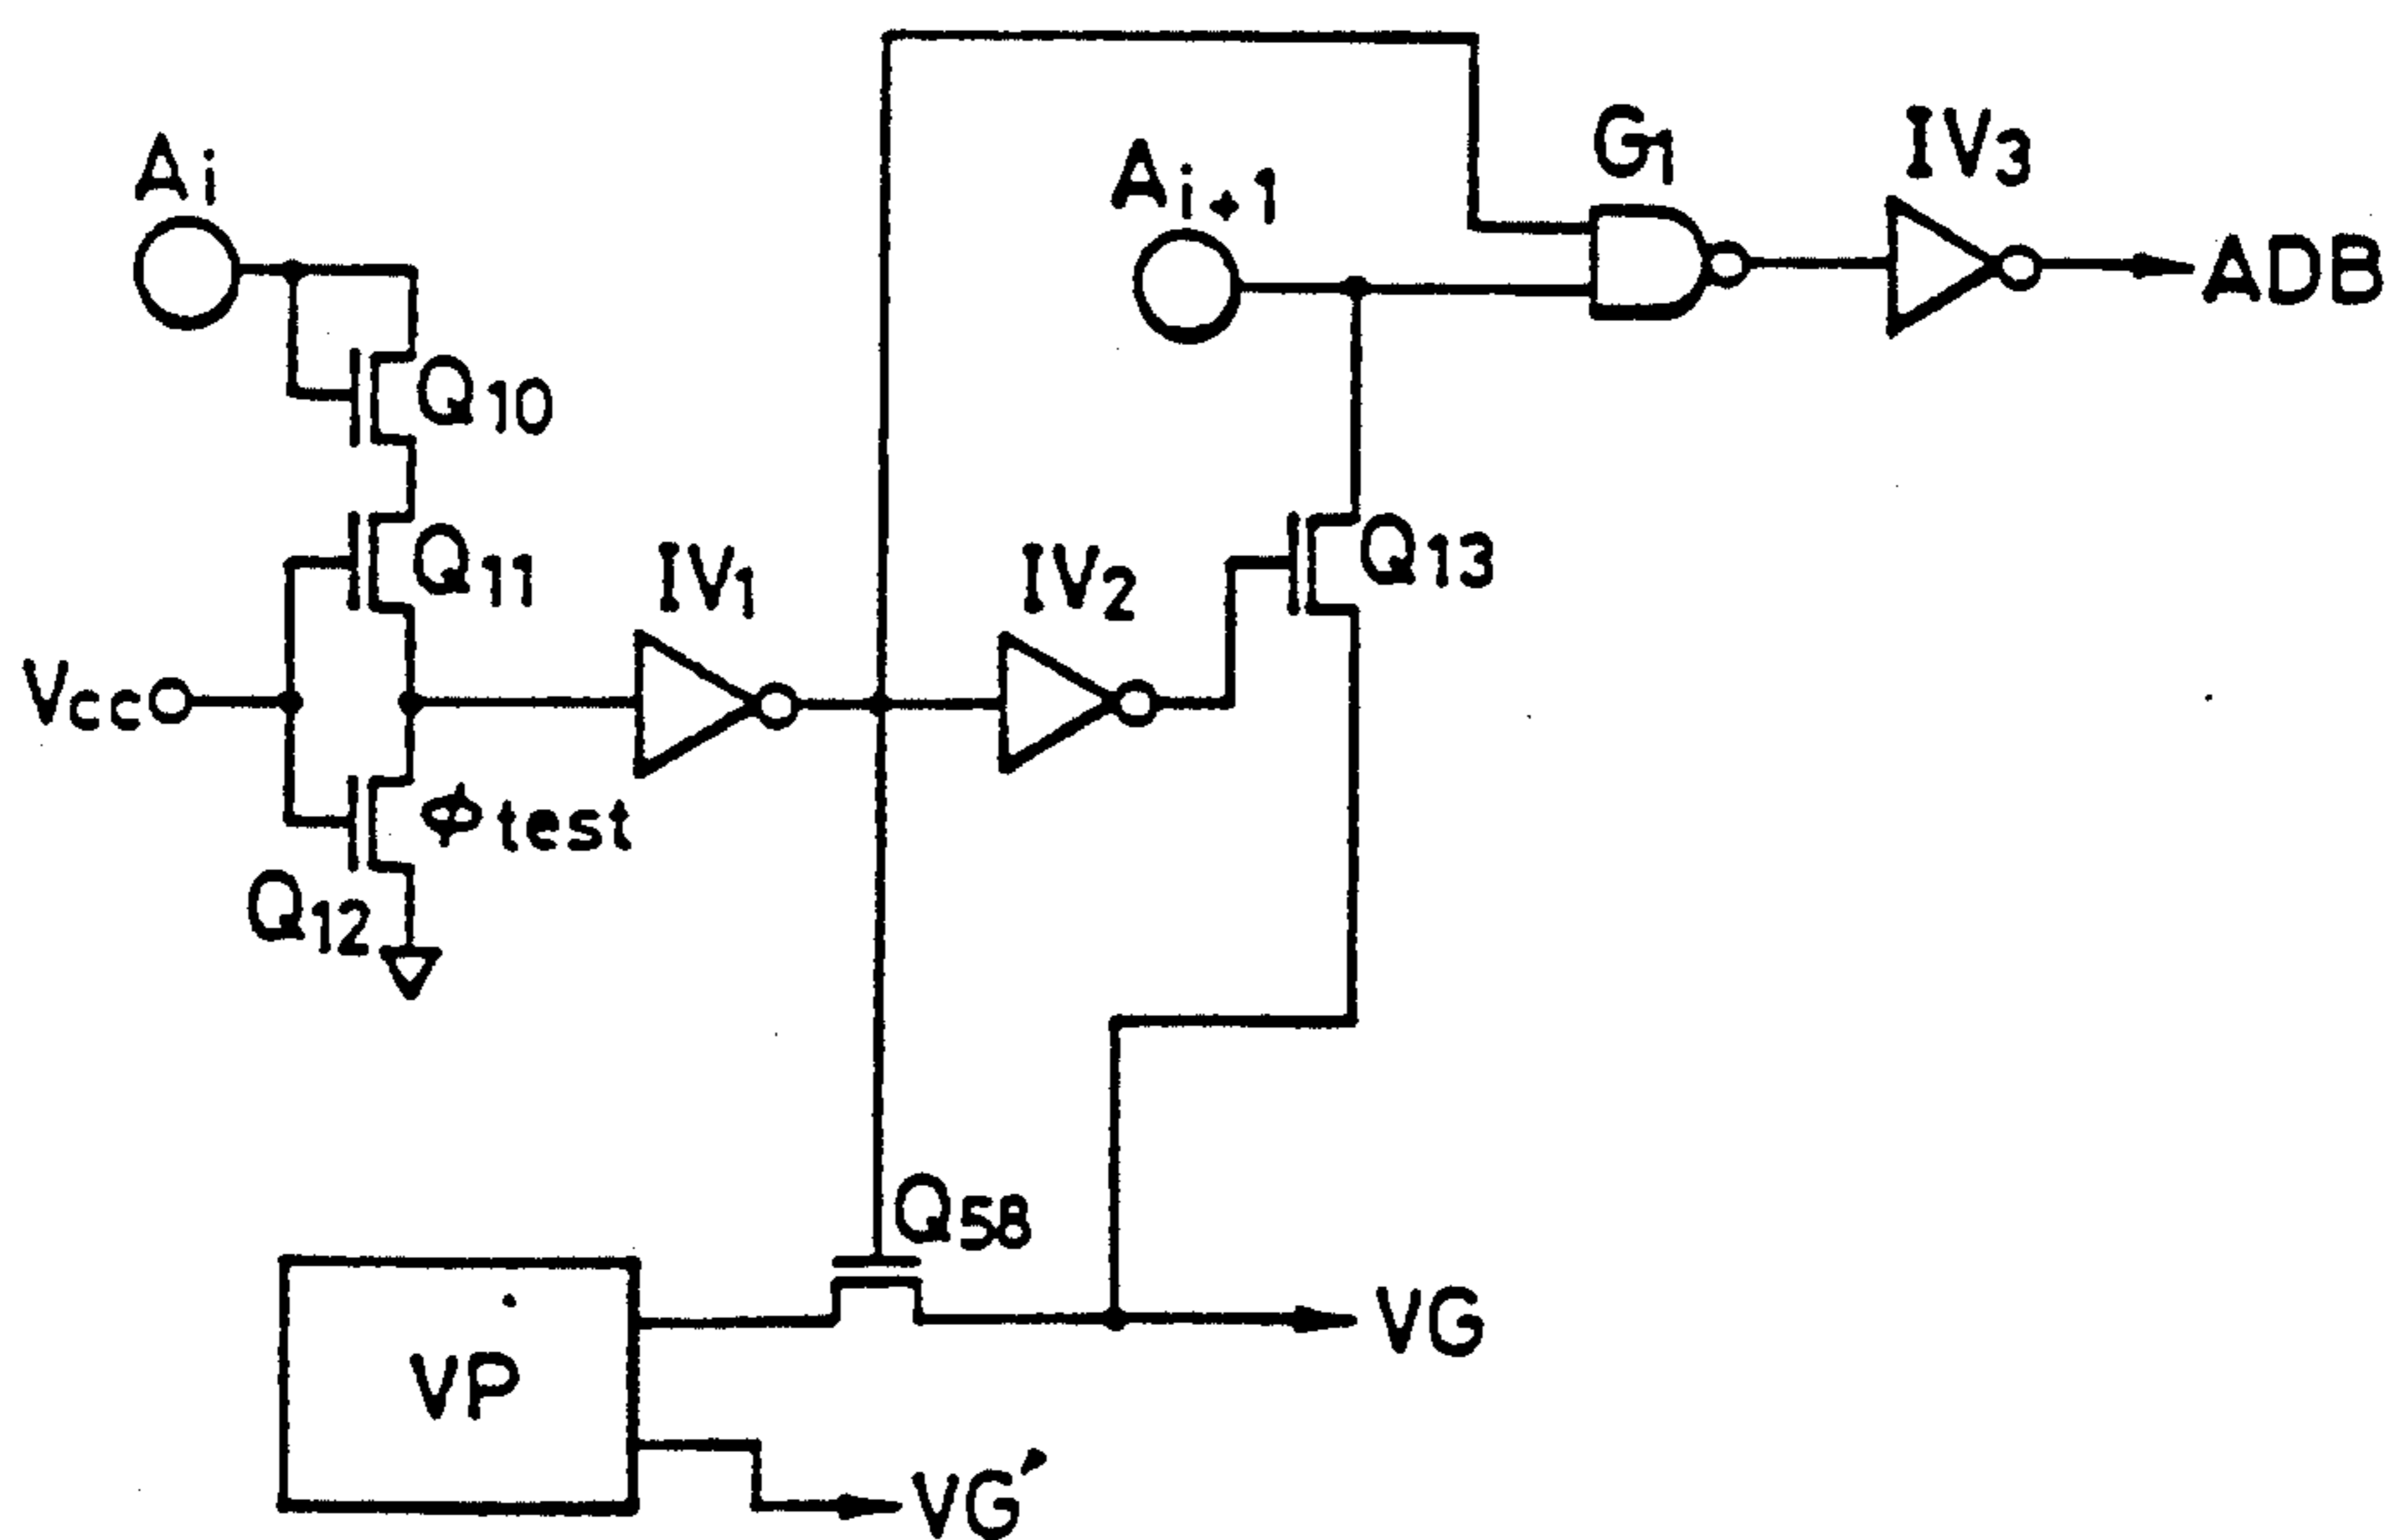 Ai
Ai+1
G1
IV3
ADB
Q10
Q11
IV1
IV2
Q13
Vcc
φtest
Q12
Q58
VP
VG
VG′